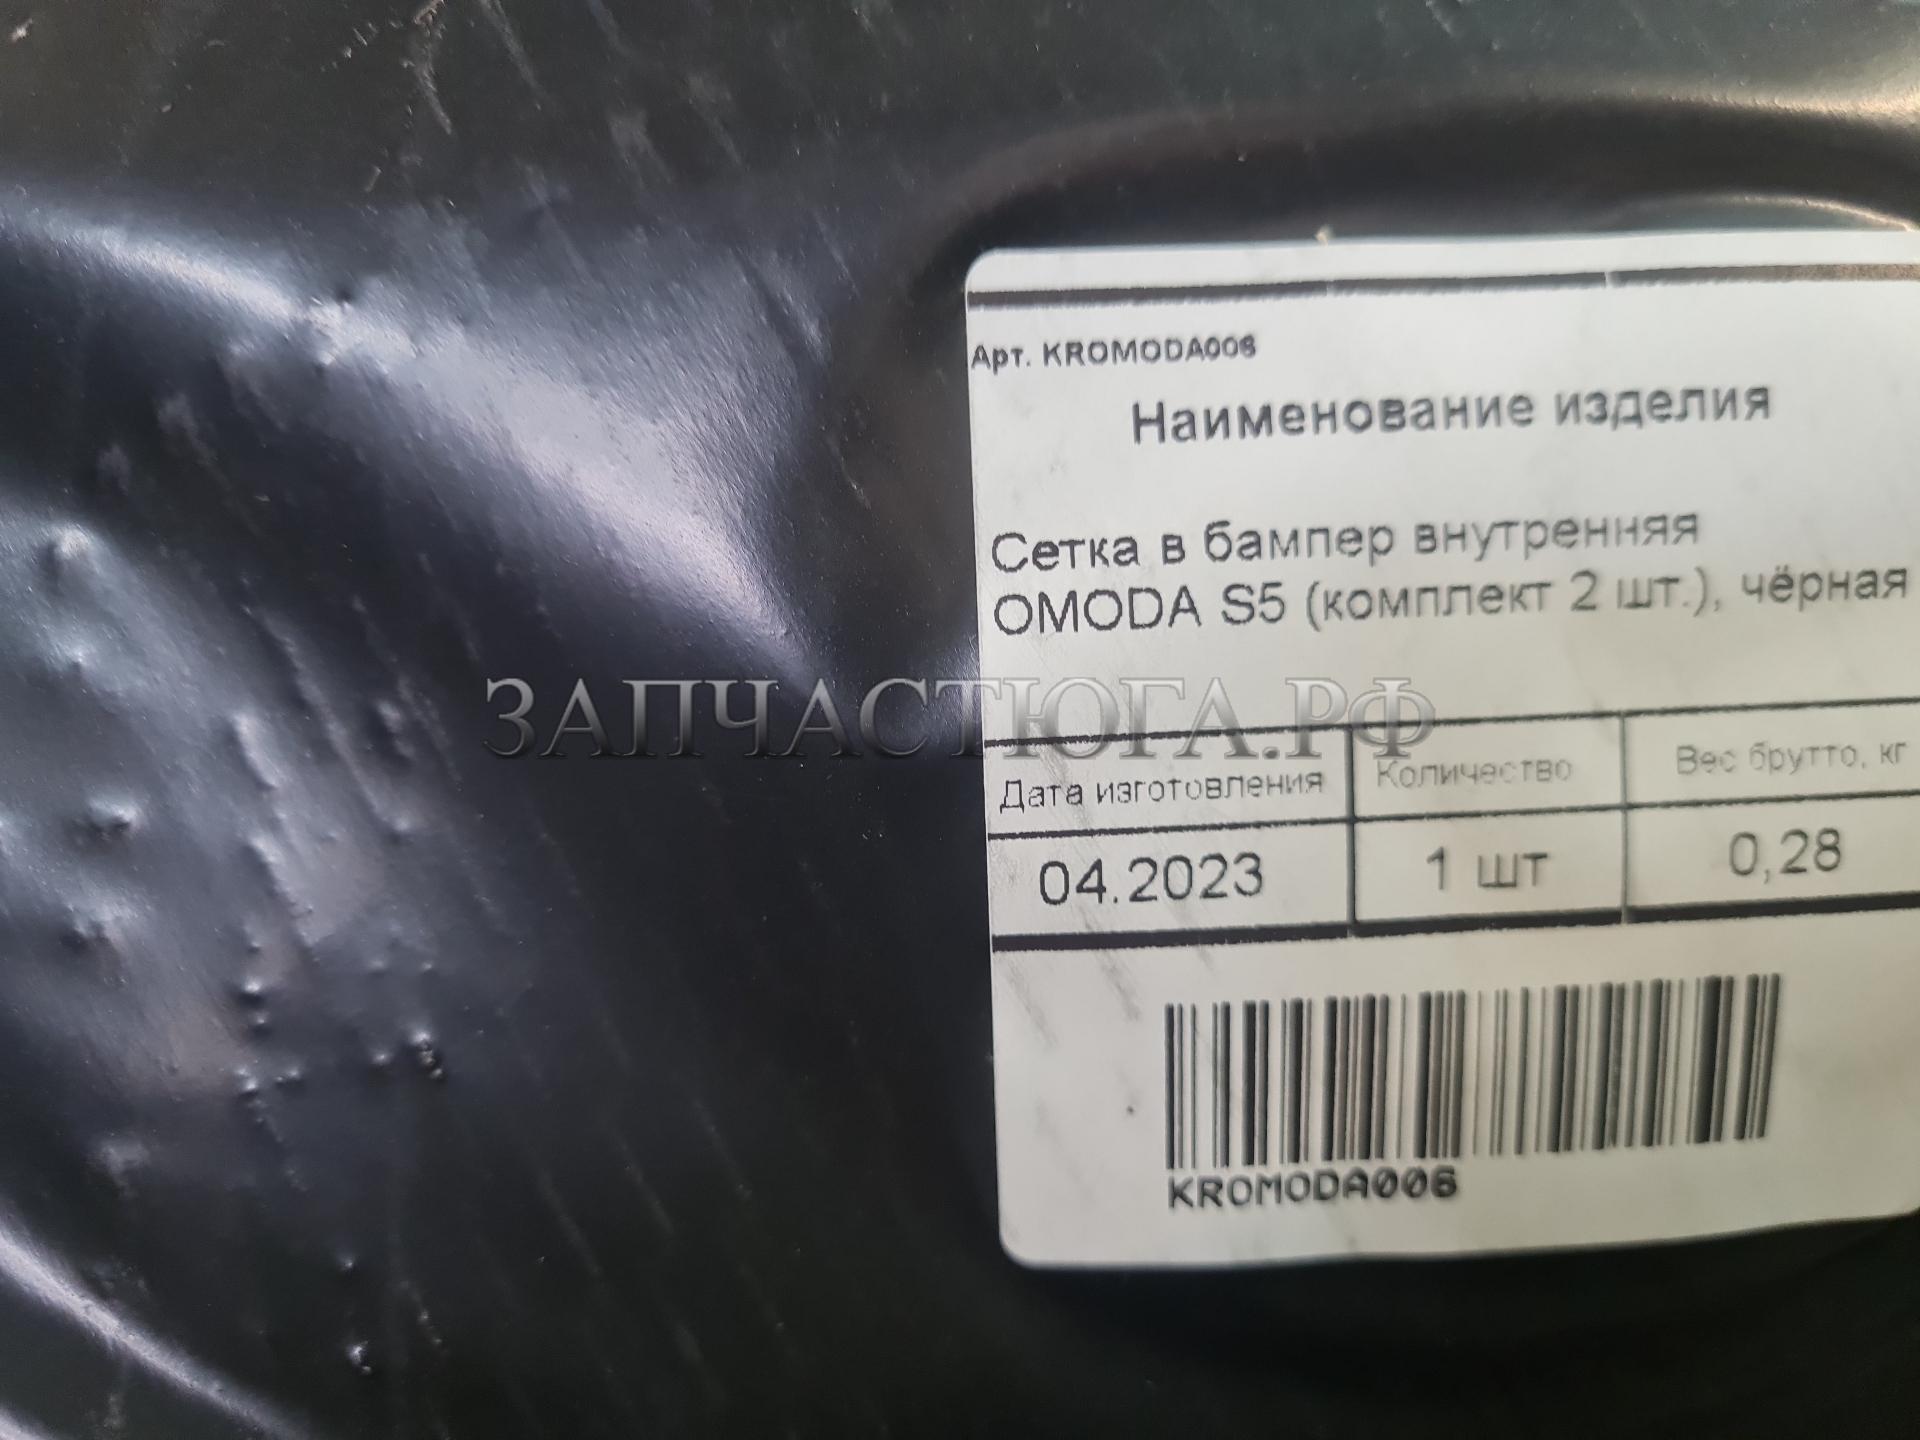 Арт. KROMODA006
Наименование изделия
Сетка в бампер внутренняя
OMODA S5 (комплект 2 шт.), чёрная
ЗАПЧАСТЮГА.РФ
Дата изготовления Количество Вес брутто, кг
04.2023 1 шт 0,28
KROMODA006